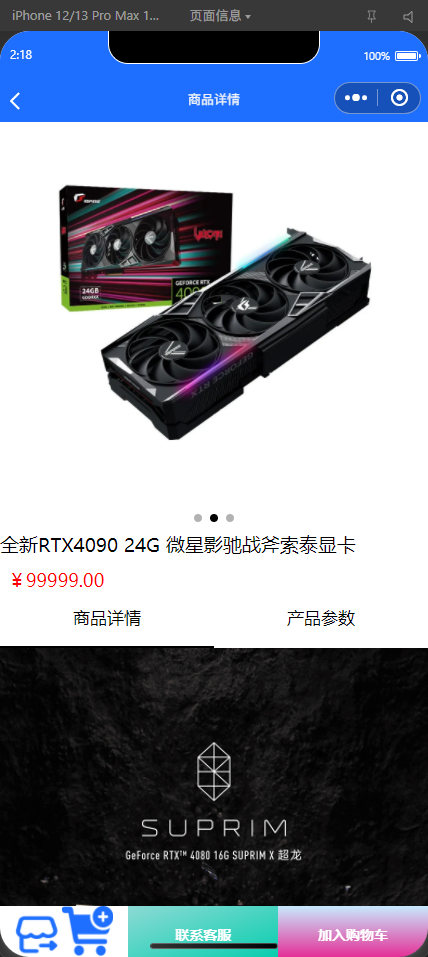 iPhone 12/13 Pro Max 1... 页面信息
2:18 100%
商品详情
24GB
GEFORCE RTX
GEFORCE RTX
全新RTX4090 24G 微星影驰战斧索泰显卡
￥99999.00
商品详情 产品参数
SUPRIM
GeForce RTX™ 4080 16G SUPRIM X 超龙
联系客服 加入购物车